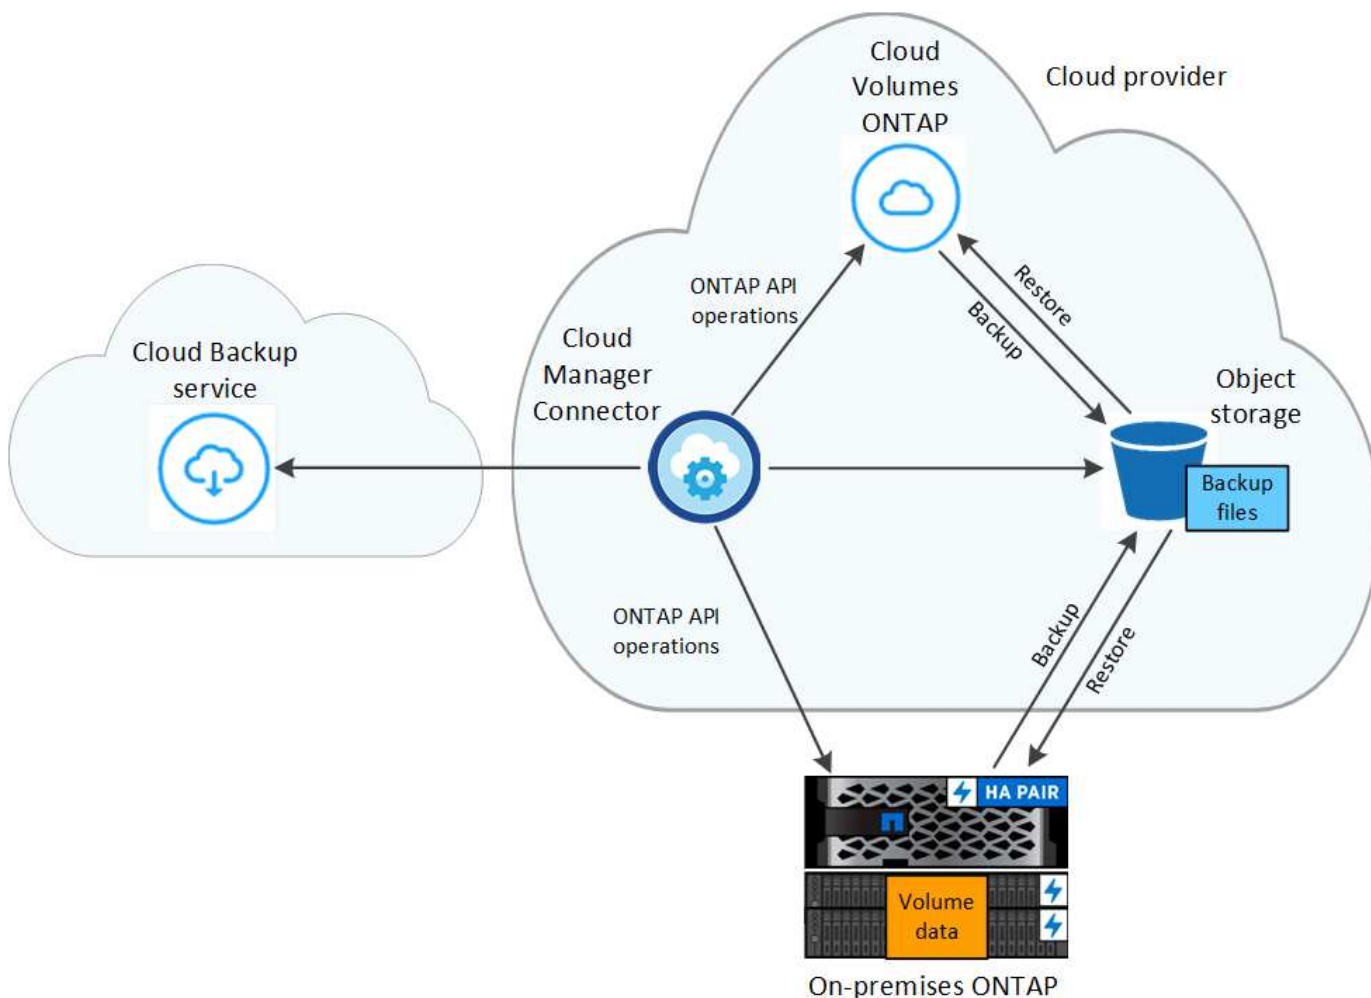 Cloud
Volumes
ONTAP
Cloud provider
ONTAP API
operations
Restore
Backup
Cloud
Manager
Connector
Cloud Backup
service
Object
storage
Backup
files
ONTAP API
operations
Backup
Restore
HA PAIR
Volume
data
On-premises ONTAP